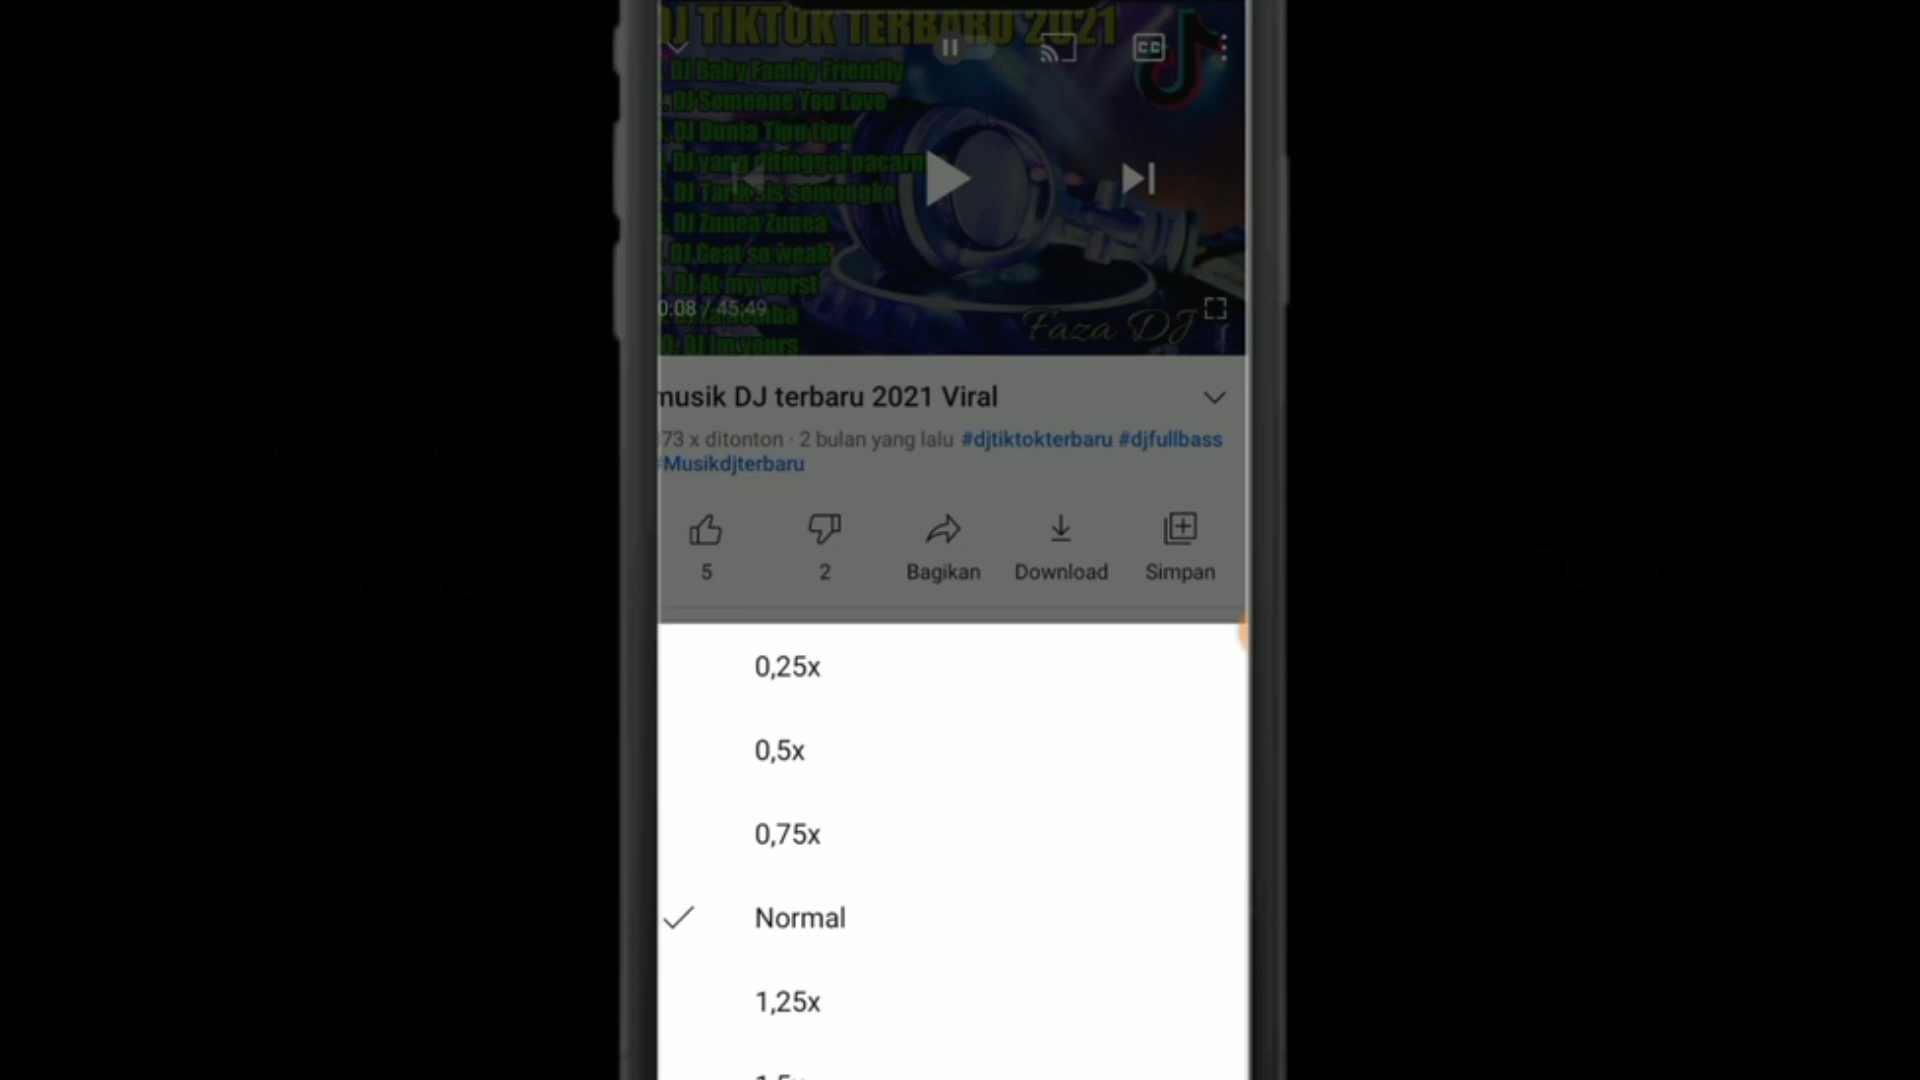 DJ TIKTOK TERBARU 2021
CC
DJ Baby Family Friendly
DJ Someone You Love
DJ Dunia Tipu tipu
DJ yang ditinggal pacarn
DJ Tarik sis semongko
DJ Zunea Zunea
DJ Geat so weak
DJ At my worst
0:08 / 45:49
DJ im yours
Faza DJ
musik DJ terbaru 2021 Viral
73 x ditonton · 2 bulan yang lalu #djtiktokterbaru #djfullbass
#Musikdjterbaru
5
2
Bagikan
Download
Simpan
0,25x
0,5x
0,75x
Normal
1,25x